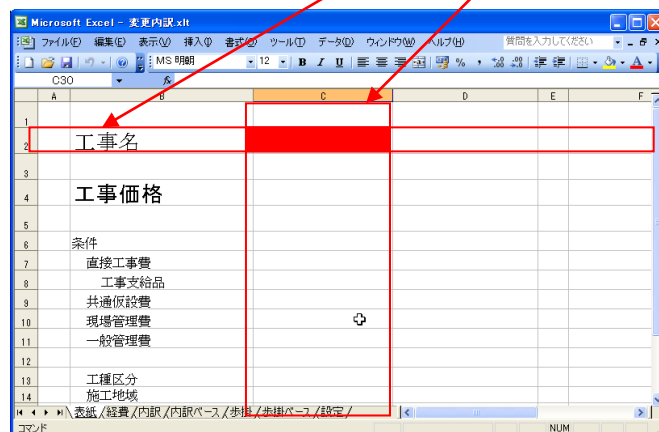 Microsoft Excel - 変更内訳.xlt
ファイル(F) 編集(E) 表示(V) 挿入(I) 書式(O) ツール(T) データ(D) ウィンドウ(W) ヘルプ(H) 質問を入力してください
MS 明朝 12 B I U % ,
C30 fx
A B C D E F
1
2 工事名
3
4 工事価格
5
6 条件
7 直接工事費
8 工事支給品
9 共通仮設費
10 現場管理費
11 一般管理費
12
13 工種区分
14 施工地域
表紙 / 経費 / 内訳 / 内訳ベース / 歩掛 / 歩掛ベース / 設定 /
コマンド NUM